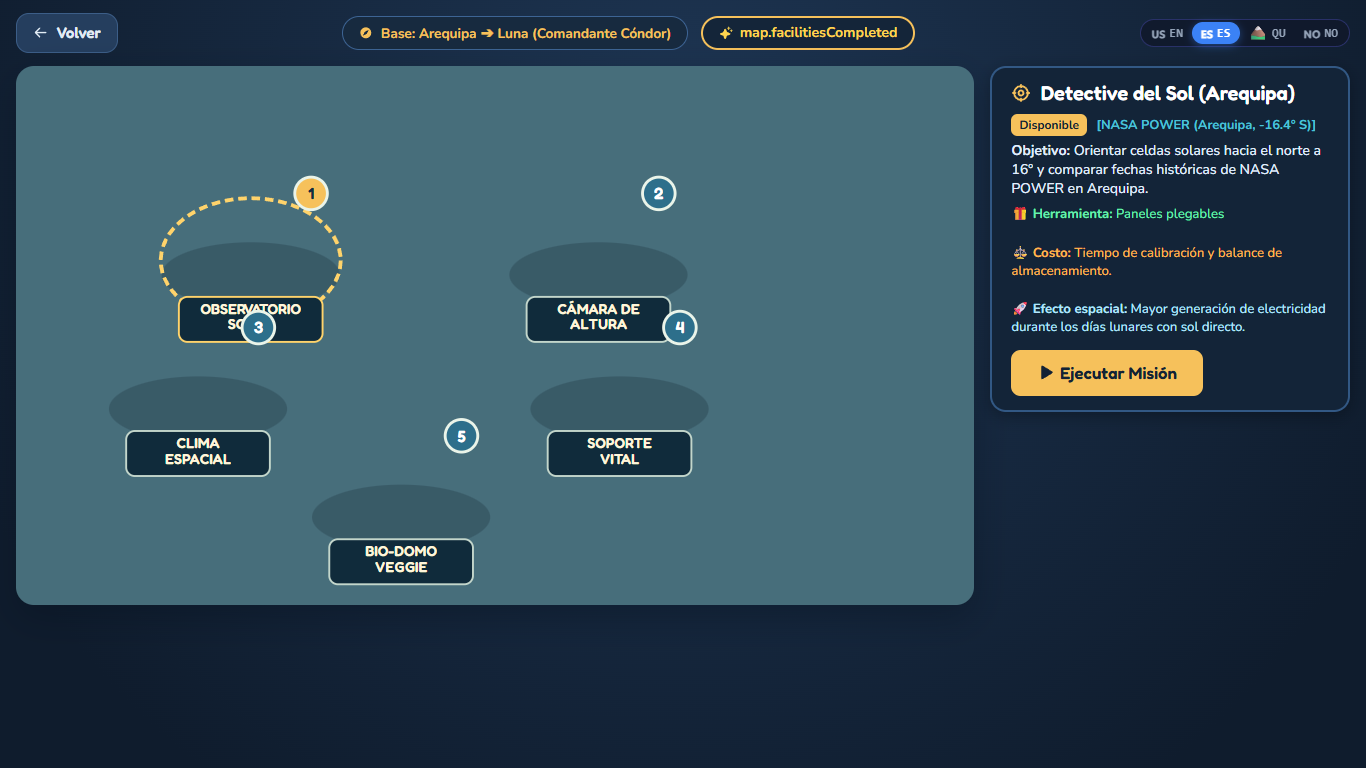 ← Volver
Base: Arequipa ➔ Luna (Comandante Cóndor)
map.facilitiesCompleted
US EN
ES ES
QU
NO NO
1
2
OBSERVATORIO
3
CÁMARA DE
ALTURA
4
CLIMA
ESPACIAL
5
SOPORTE
VITAL
BIO-DOMO
VEGGIE
Detective del Sol (Arequipa)
Disponible
[NASA POWER (Arequipa, -16.4° S)]
Objetivo: Orientar celdas solares hacia el norte a
16° y comparar fechas históricas de NASA
POWER en Arequipa.
Herramienta: Paneles plegables
Costo: Tiempo de calibración y balance de
almacenamiento.
Efecto espacial: Mayor generación de electricidad
durante los días lunares con sol directo.
Ejecutar Misión